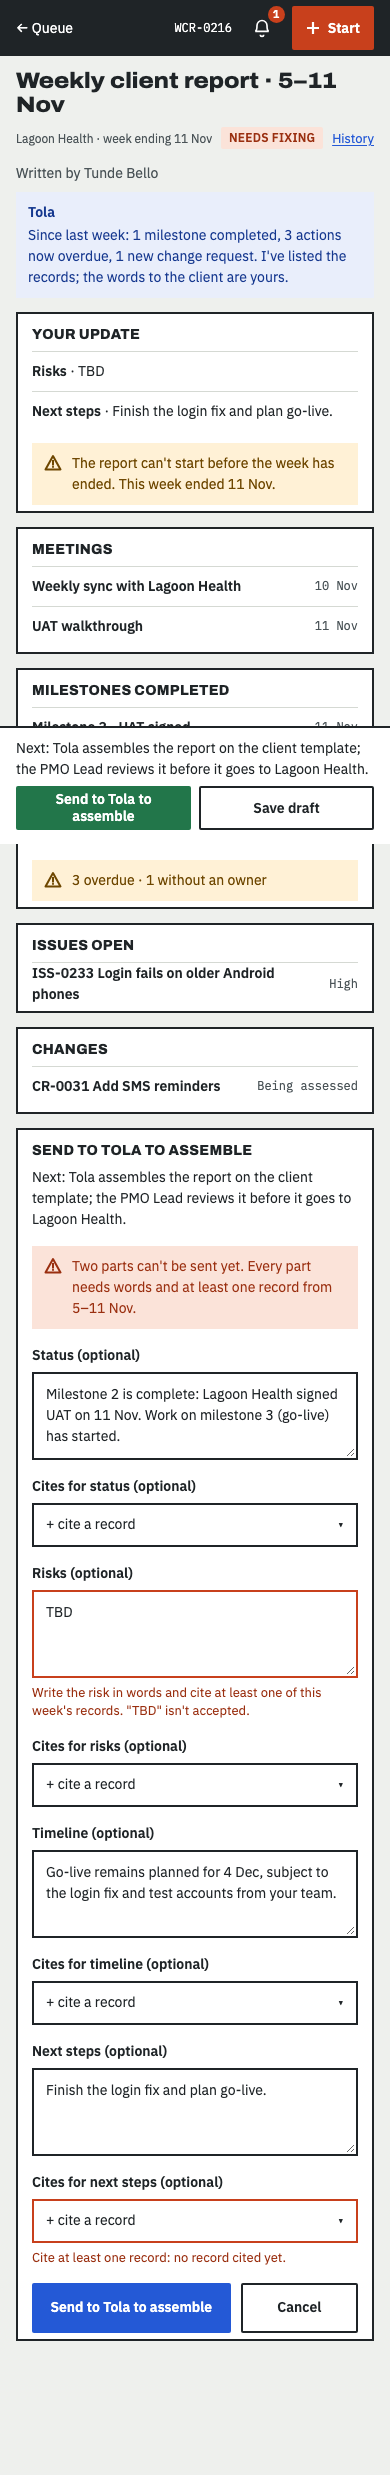 ← Queue
WCR-0216
1
+ Start
Weekly client report · 5–11
Nov
Lagoon Health · week ending 11 Nov
NEEDS FIXING
History
Written by Tunde Bello
Tola
Since last week: 1 milestone completed, 3 actions
now overdue, 1 new change request. I've listed the
records; the words to the client are yours.
YOUR UPDATE
Risks · TBD
Next steps · Finish the login fix and plan go-live.
The report can't start before the week has
ended. This week ended 11 Nov.
MEETINGS
Weekly sync with Lagoon Health
10 Nov
UAT walkthrough
11 Nov
MILESTONES COMPLETED
Next: Tola assembles the report on the client template;
the PMO Lead reviews it before it goes to Lagoon Health.
Send to Tola to
assemble
Save draft
3 overdue · 1 without an owner
ISSUES OPEN
ISS-0233 Login fails on older Android
phones
High
CHANGES
CR-0031 Add SMS reminders
Being assessed
SEND TO TOLA TO ASSEMBLE
Next: Tola assembles the report on the client
template; the PMO Lead reviews it before it goes to
Lagoon Health.
Two parts can't be sent yet. Every part
needs words and at least one record from
5–11 Nov.
Status (optional)
Milestone 2 is complete: Lagoon Health signed
UAT on 11 Nov. Work on milestone 3 (go-live)
has started.
Cites for status (optional)
+ cite a record
Risks (optional)
TBD
Write the risk in words and cite at least one of this
week's records. "TBD" isn't accepted.
Cites for risks (optional)
+ cite a record
Timeline (optional)
Go-live remains planned for 4 Dec, subject to
the login fix and test accounts from your team.
Cites for timeline (optional)
+ cite a record
Next steps (optional)
Finish the login fix and plan go-live.
Cites for next steps (optional)
+ cite a record
Cite at least one record: no record cited yet.
Send to Tola to assemble
Cancel